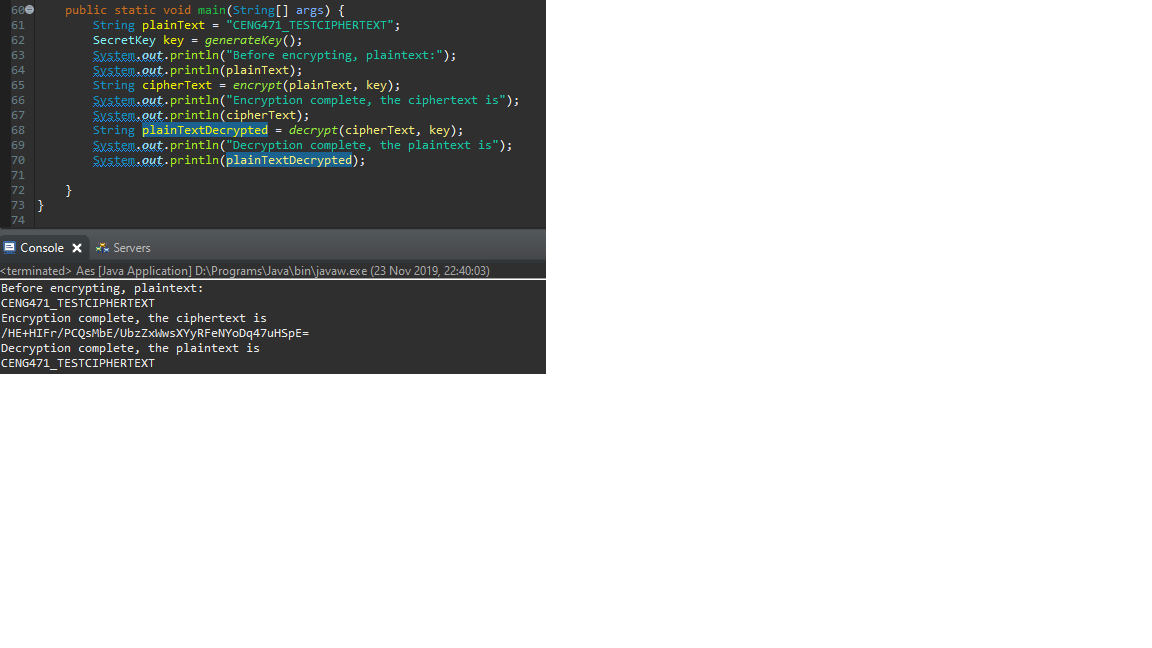 60 public static void main(String[] args) {
61 String plainText = "CENG471_TESTCIPHERTEXT";
62 SecretKey key = generateKey();
63 System.out.println("Before encrypting, plaintext:");
64 System.out.println(plainText);
65 String cipherText = encrypt(plainText, key);
66 System.out.println("Encryption complete, the ciphertext is");
67 System.out.println(cipherText);
68 String plainTextDecrypted = decrypt(cipherText, key);
69 System.out.println("Decryption complete, the plaintext is");
70 System.out.println(plainTextDecrypted);
71
72 }
73 }
74
Console Servers
<terminated> Aes [Java Application] D:\Programs\Java\bin\javaw.exe (23 Nov 2019, 22:40:03)
Before encrypting, plaintext:
CENG471_TESTCIPHERTEXT
Encryption complete, the ciphertext is
/HE+HIFr/PCQsMbE/UbzZxWwsXYyRFeNYoDq47uHSpE=
Decryption complete, the plaintext is
CENG471_TESTCIPHERTEXT